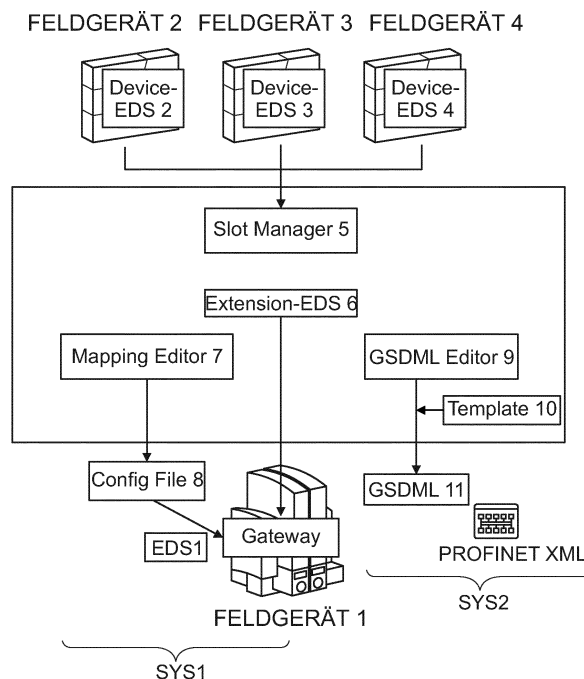 FELDGERÄT 2
FELDGERÄT 3
FELDGERÄT 4
Device-
EDS 2
Device-
EDS 3
Device-
EDS 4
Slot Manager 5
Extension-EDS 6
Mapping Editor 7
GSDML Editor 9
Template 10
Config File 8
GSDML 11
EDS1
Gateway
PROFINET XML
FELDGERÄT 1
SYS2
SYS1